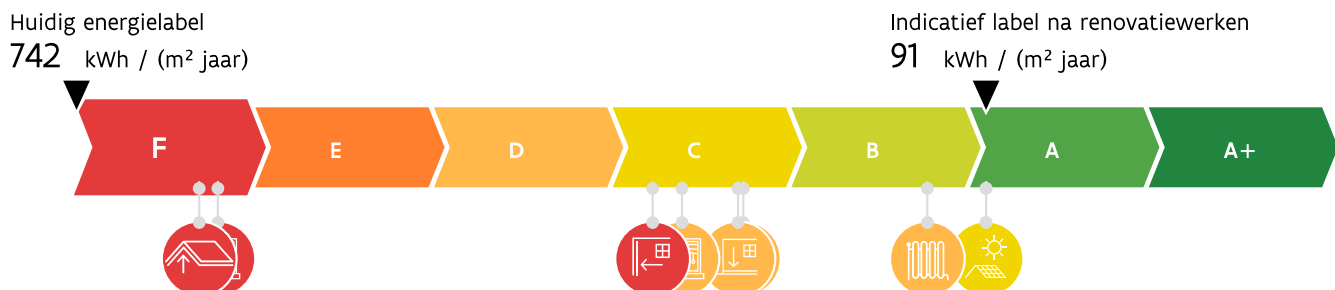 Huidig energielabel
742 kWh / (m² jaar)
Indicatief label na renovatiewerken
91 kWh / (m² jaar)
F E D C B A A+